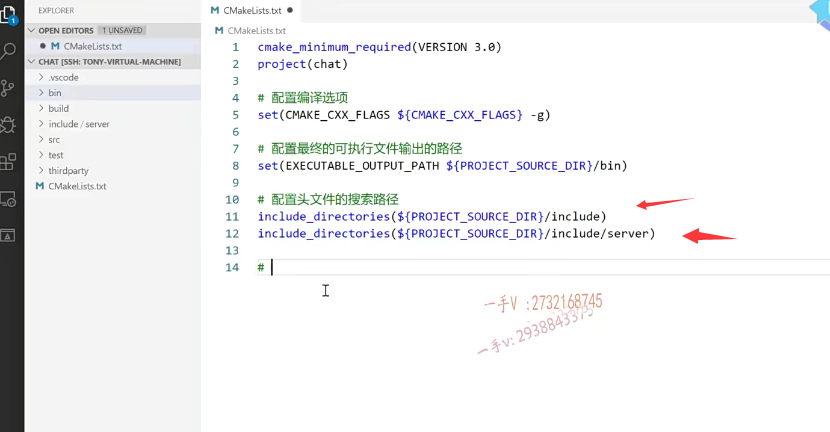 EXPLORER
OPEN EDITORS 1 UNSAVED
CMakeLists.txt
CHAT [SSH: TONY-VIRTUAL-MACHINE]
.vscode
bin
build
include / server
src
test
thirdparty
CMakeLists.txt
CMakeLists.txt
CMakeLists.txt
1 cmake_minimum_required(VERSION 3.0)
2 project(chat)
3
4 # 配置编译选项
5 set(CMAKE_CXX_FLAGS ${CMAKE_CXX_FLAGS} -g)
6
7 # 配置最终的可执行文件输出的路径
8 set(EXECUTABLE_OUTPUT_PATH ${PROJECT_SOURCE_DIR}/bin)
9
10 # 配置头文件的搜索路径
11 include_directories(${PROJECT_SOURCE_DIR}/include)
12 include_directories(${PROJECT_SOURCE_DIR}/include/server)
13
14 #
一手V :2732168745
一手v: 2938843375
1